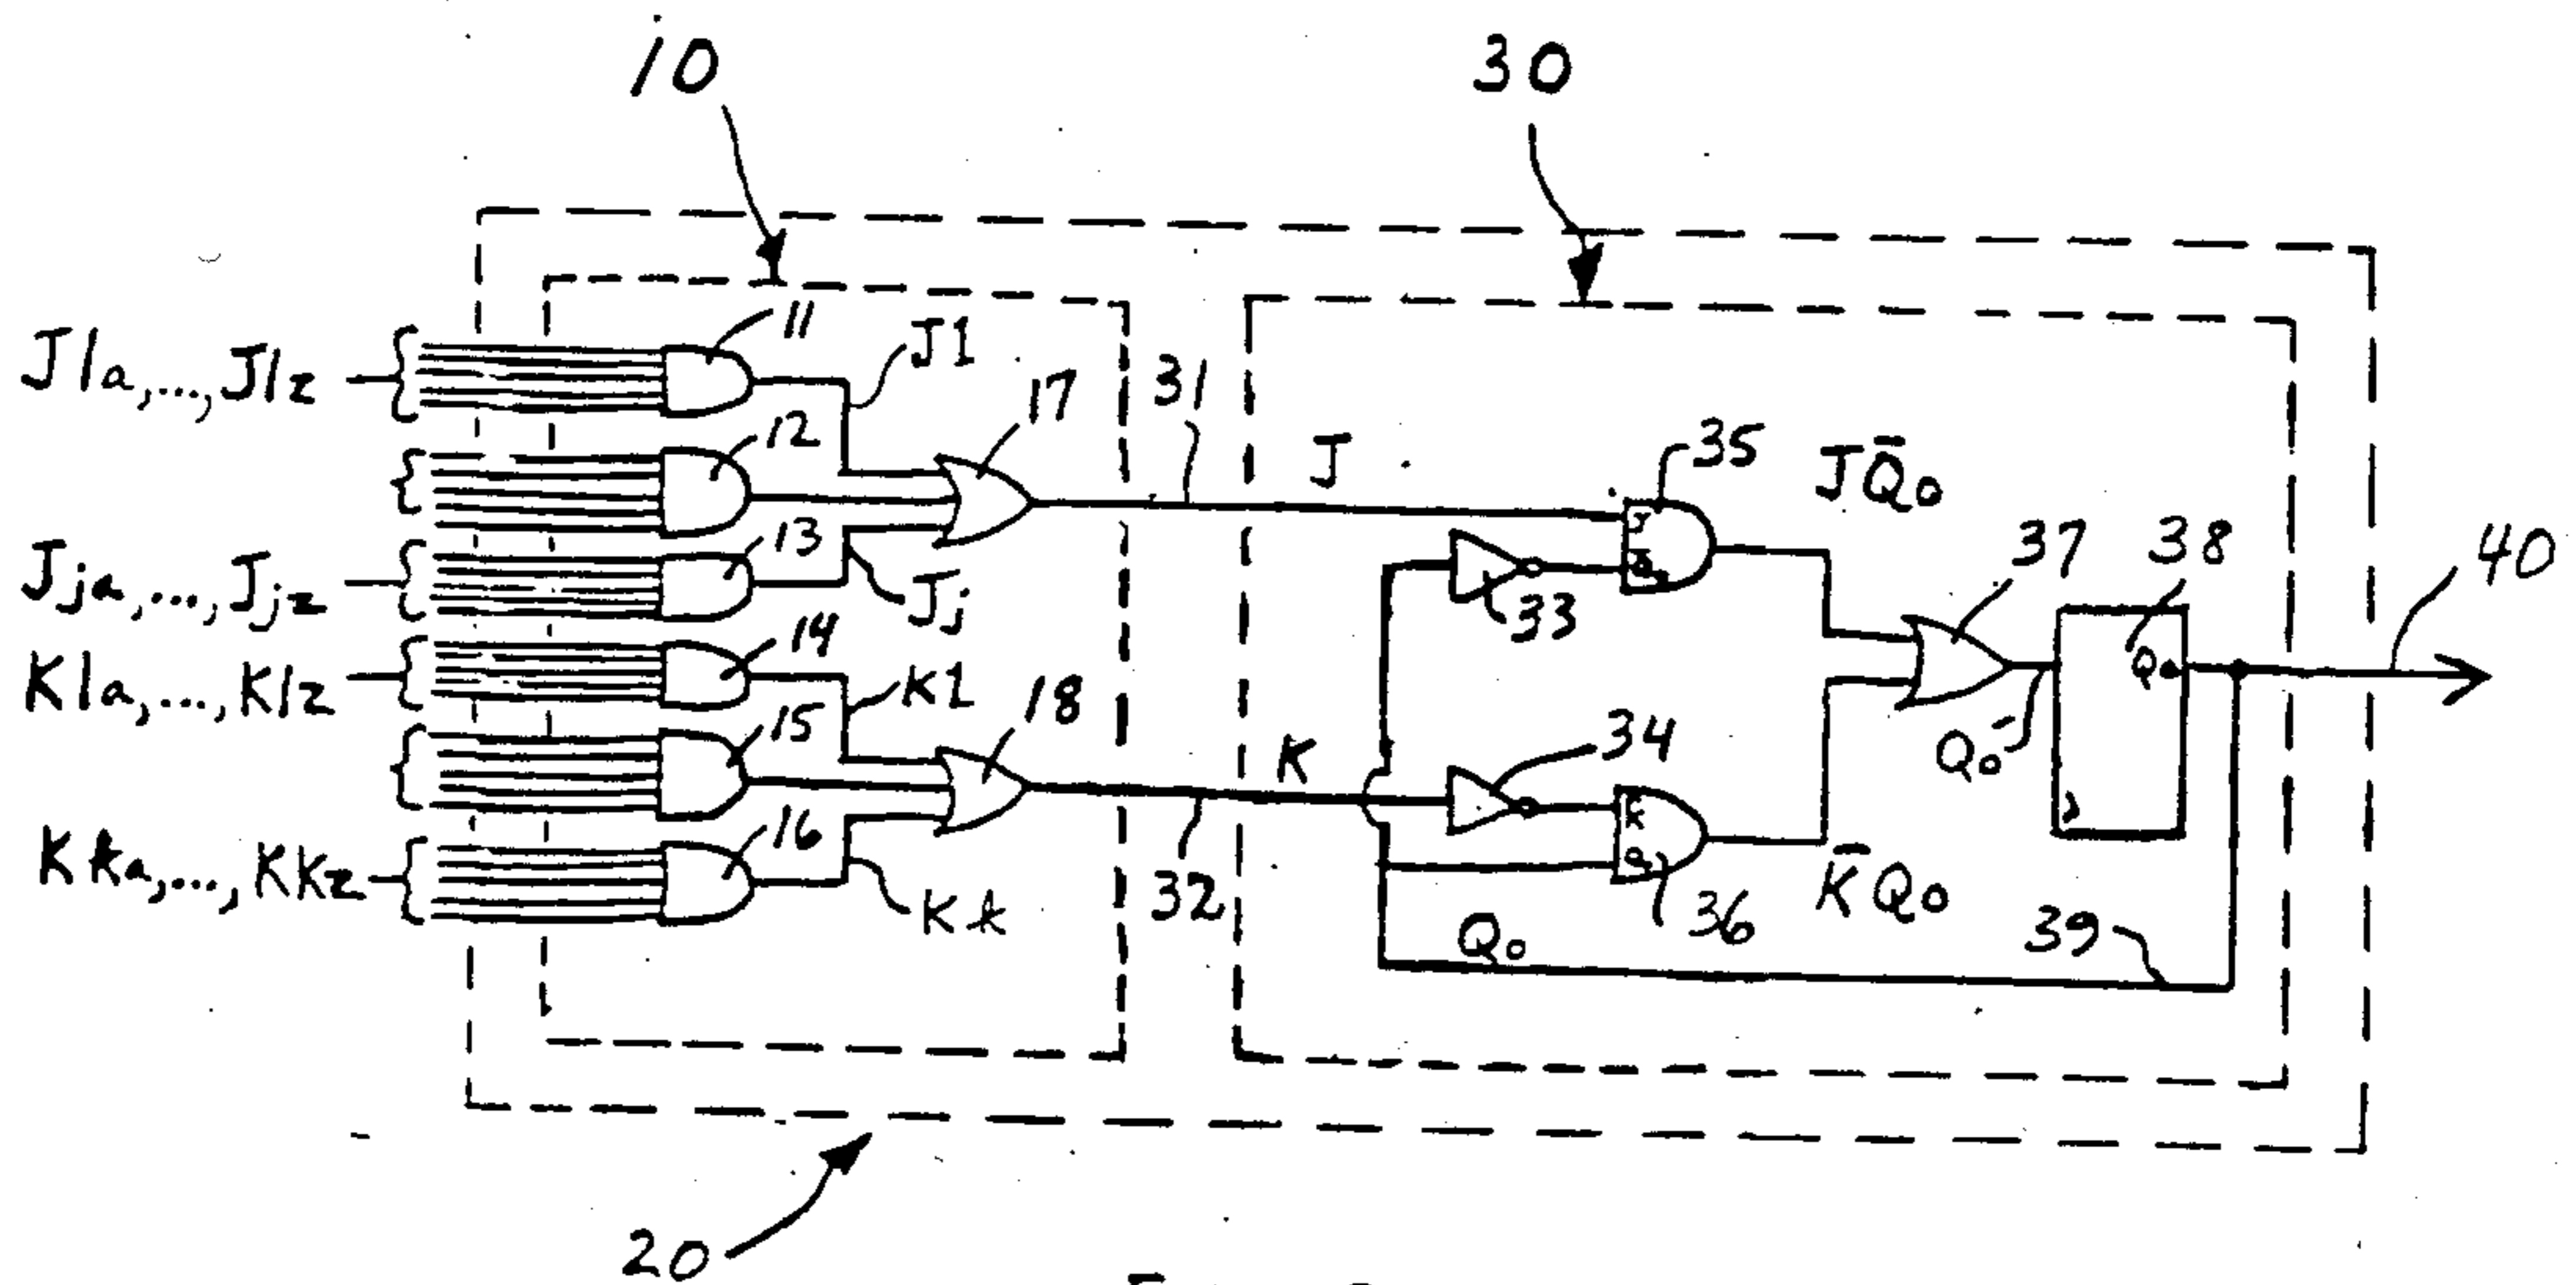 10
30
11
J1
J1a,...,J1z
17
31
12
J
35
JQ̄o
13
37
38
40
Jja,...,Jjz
Jj
33
14
K1a,...,K1z
K1
Qo
18
15
K
34
Qo-
K̄
16
Kka,...,KKz
Q
36
K̄Qo
Kk
32
Qo
39
20